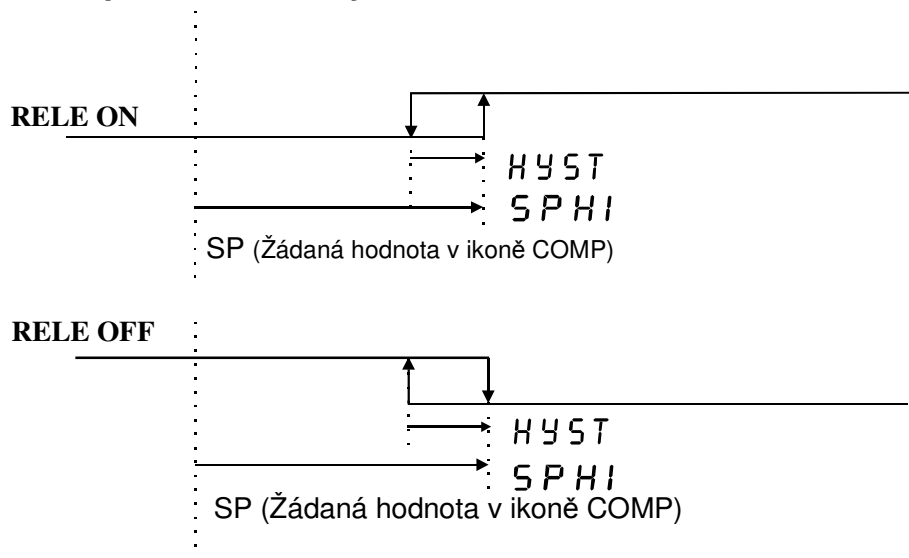 RELE ON
HYST
SPHI
SP (Žádaná hodnota v ikoně COMP)
RELE OFF
HYST
SPHI
SP (Žádaná hodnota v ikoně COMP)